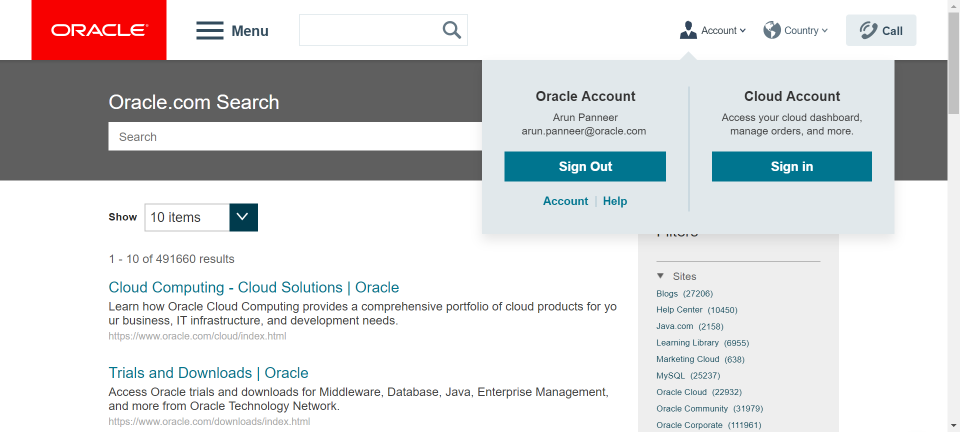 ORACLE
Menu
Account
Country
Call
Oracle Account
Arun Panneer
arun.panneer@oracle.com
Sign Out
Account | Help
Cloud Account
Access your cloud dashboard,
manage orders, and more.
Sign in
Oracle.com Search
Search
Show
10 items
1 - 10 of 491660 results
Cloud Computing - Cloud Solutions | Oracle
Learn how Oracle Cloud Computing provides a comprehensive portfolio of cloud products for yo
ur business, IT infrastructure, and development needs.
https://www.oracle.com/cloud/index.html
Trials and Downloads | Oracle
Access Oracle trials and downloads for Middleware, Database, Java, Enterprise Management,
and more from Oracle Technology Network.
https://www.oracle.com/downloads/index.html
Filters
Sites
Blogs (27206)
Help Center (10450)
Java.com (2158)
Learning Library (6955)
Marketing Cloud (638)
MySQL (25237)
Oracle Cloud (22932)
Oracle Community (31979)
Oracle Corporate (111961)